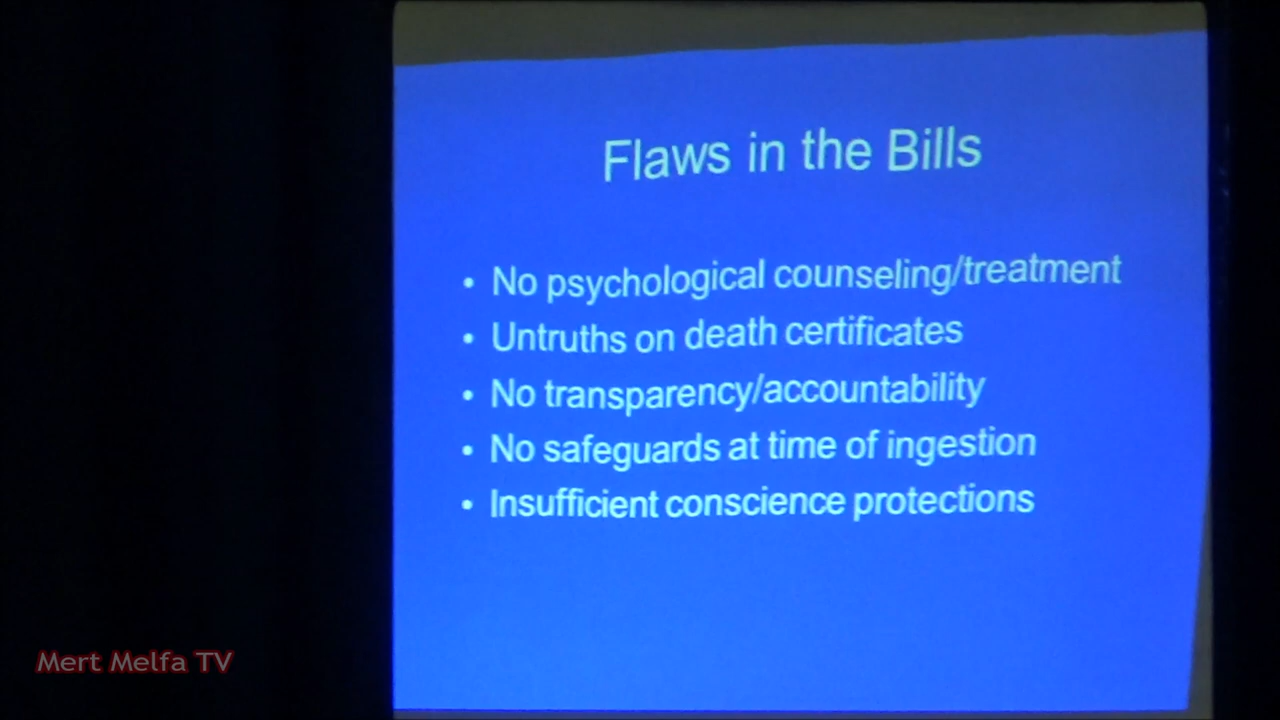 Flaws in the Bills
• No psychological counseling/treatment
• Untruths on death certificates
• No transparency/accountability
• No safeguards at time of ingestion
• Insufficient conscience protections
Mert Melfa TV